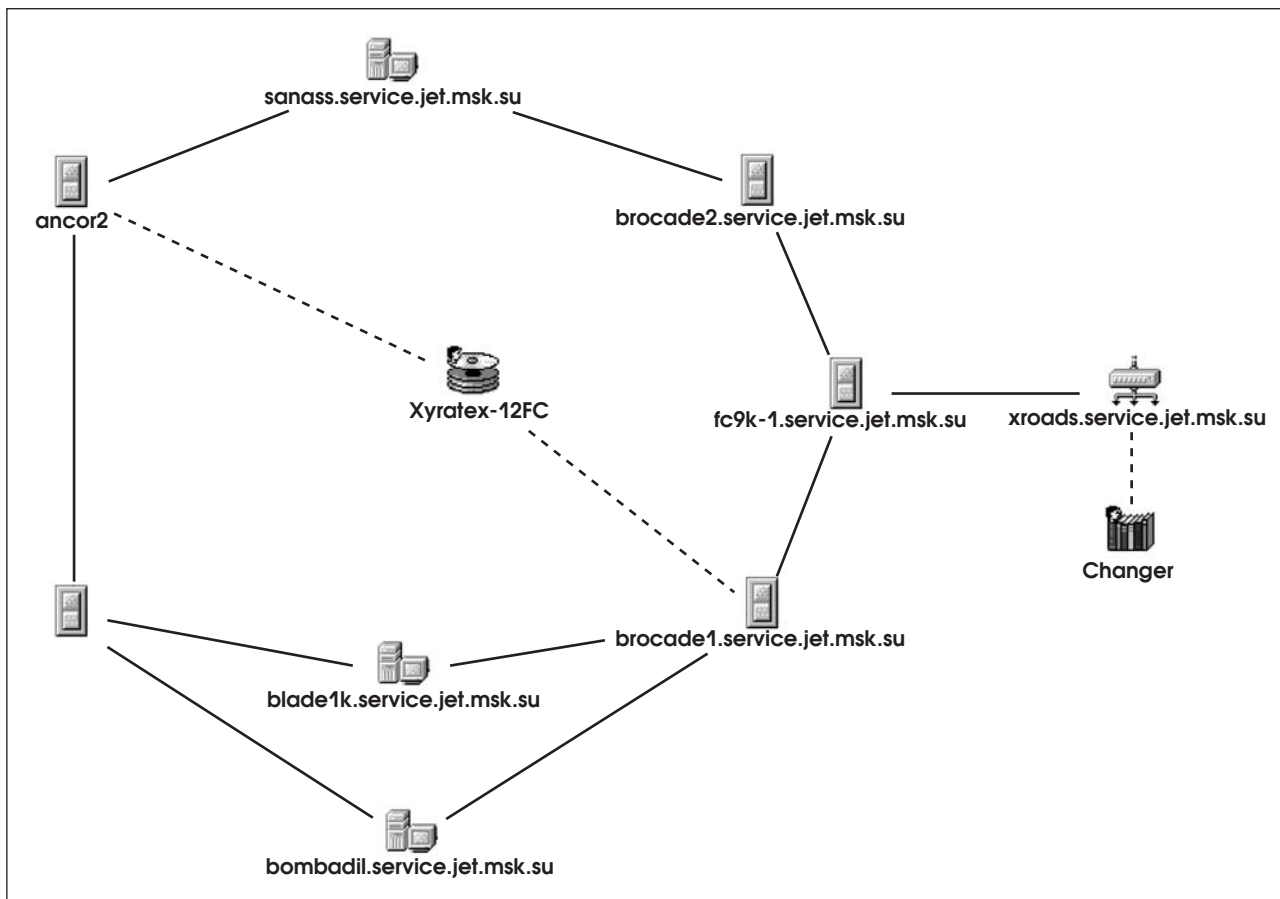 sanass.service.jet.msk.su
ancor2
brocade2.service.jet.msk.su
Xyratex-12FC
fc9k-1.service.jet.msk.su
xroads.service.jet.msk.su
Changer
brocade1.service.jet.msk.su
blade1k.service.jet.msk.su
bombadil.service.jet.msk.su